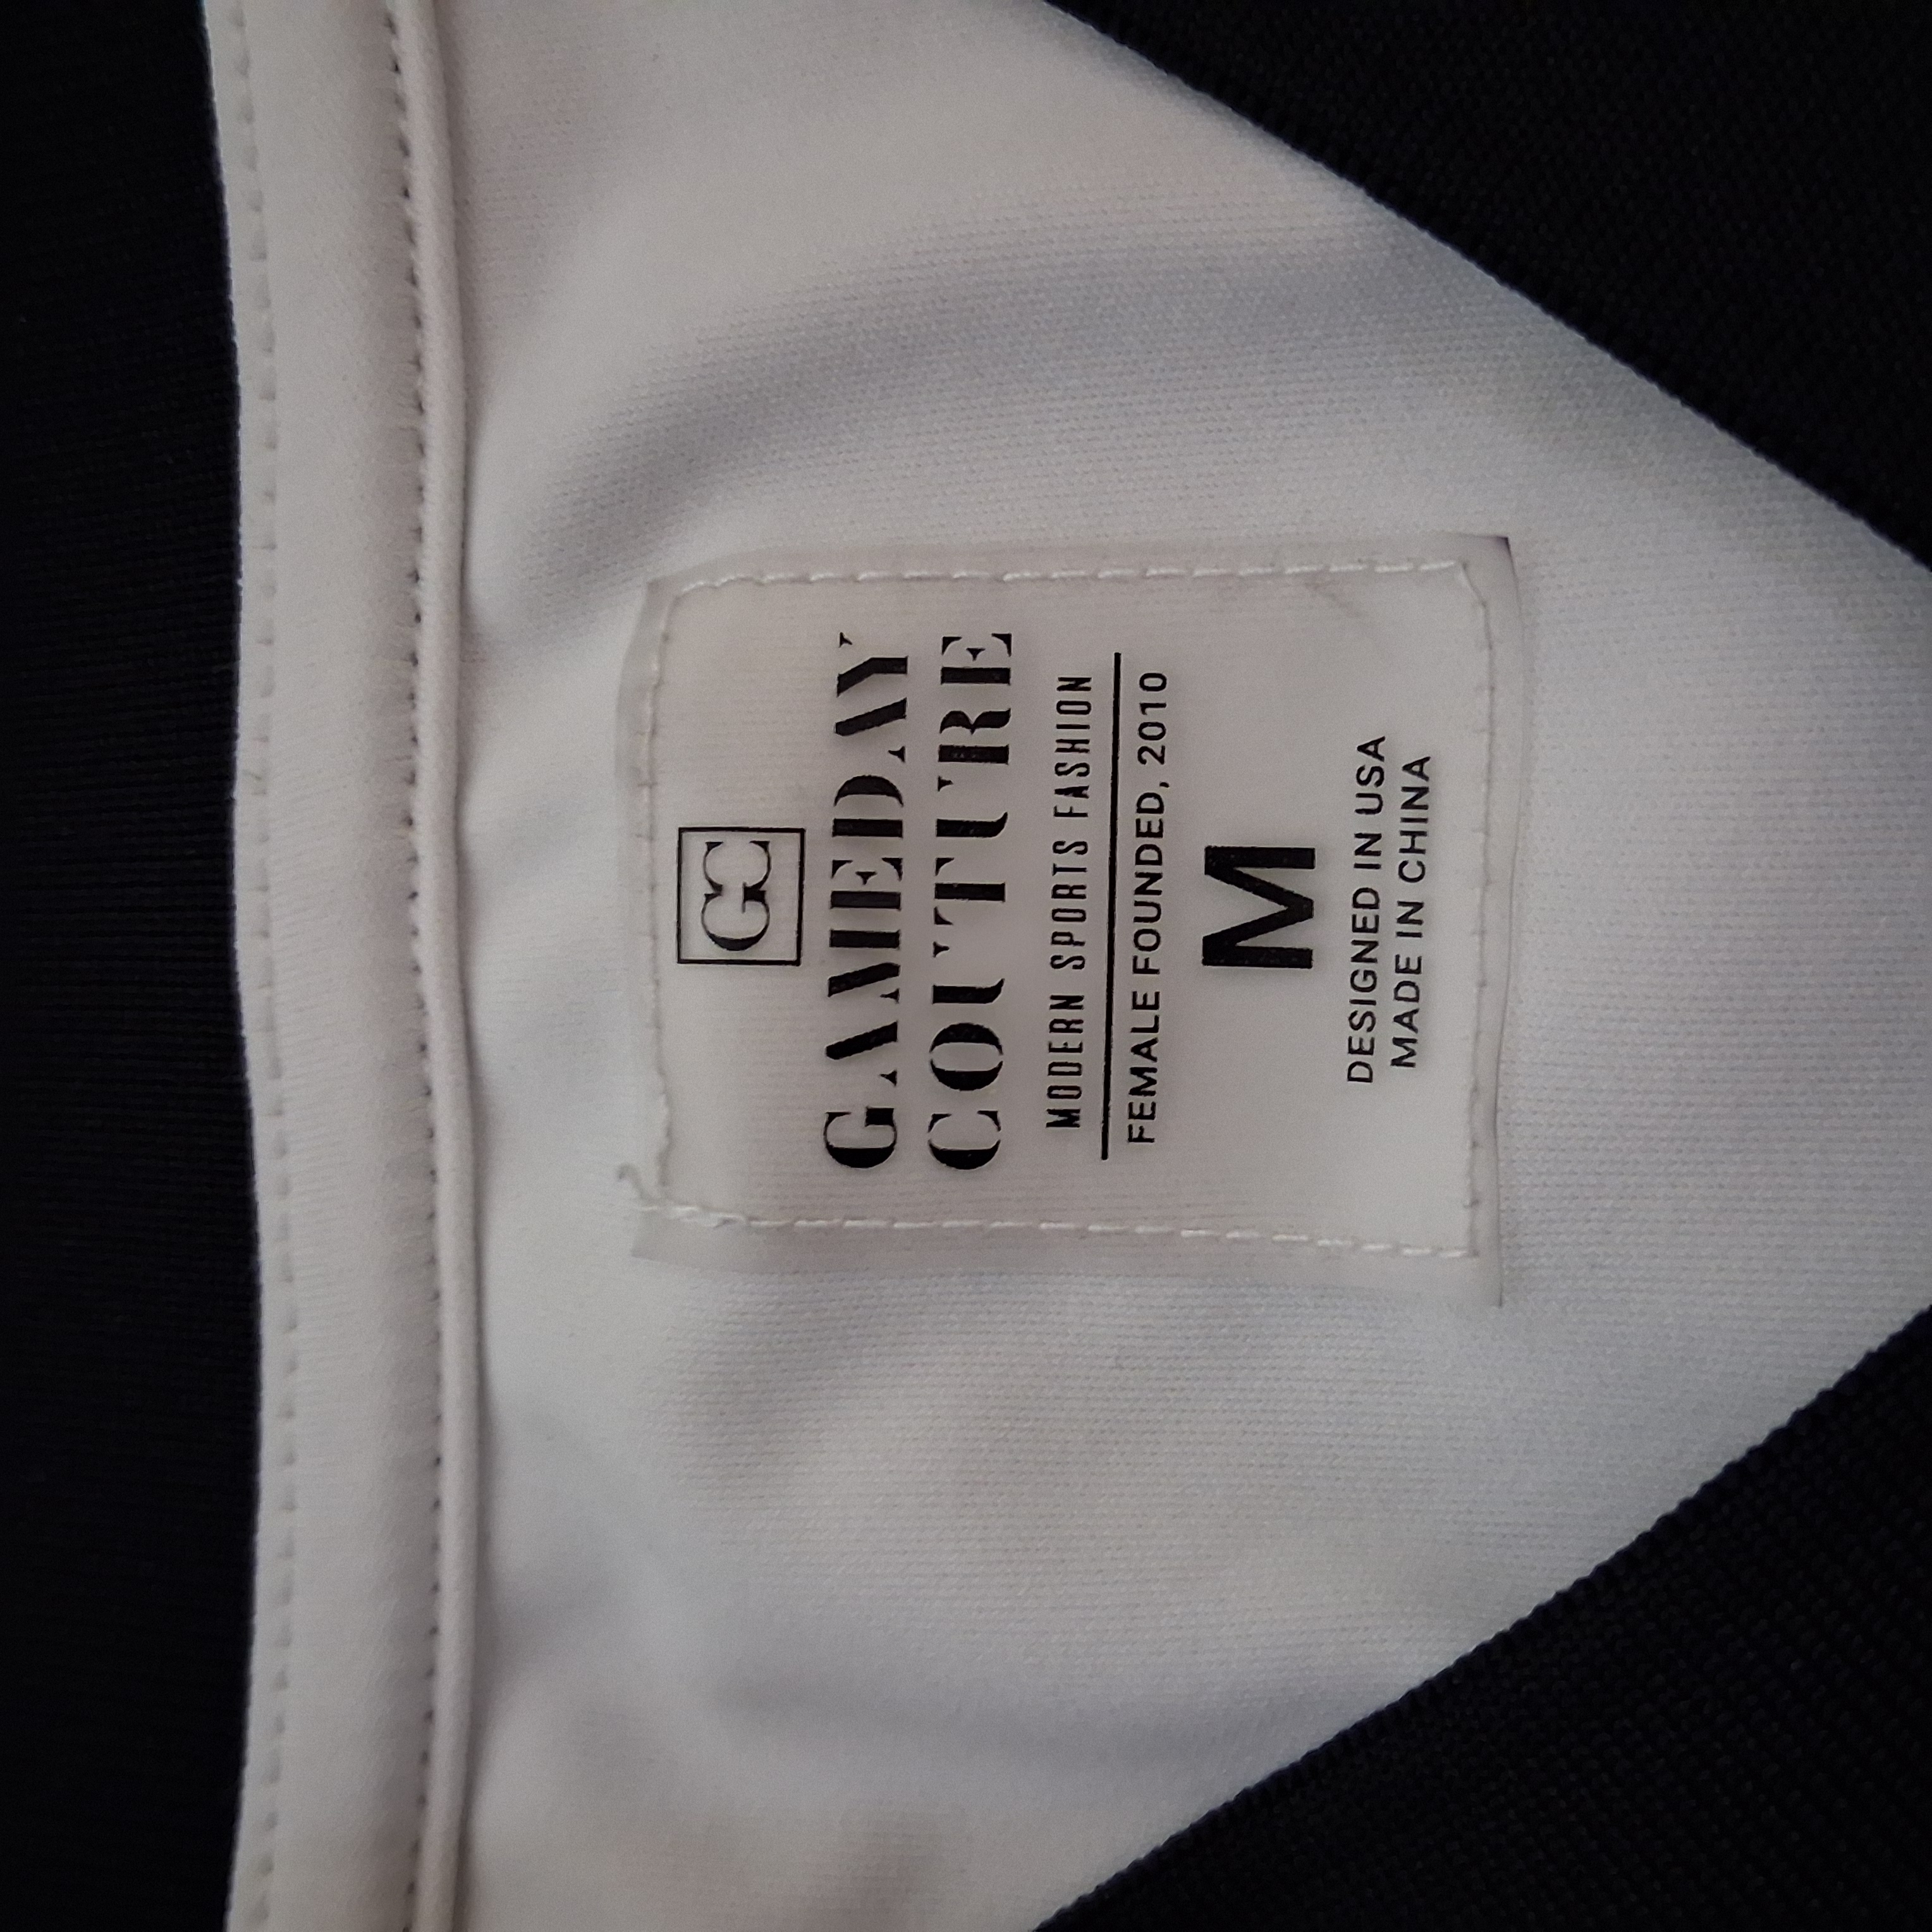 GC
GAMEDAY
COUTURE
MODERN SPORTS FASHION
FEMALE FOUNDED, 2010
M
DESIGNED IN USA
MADE IN CHINA